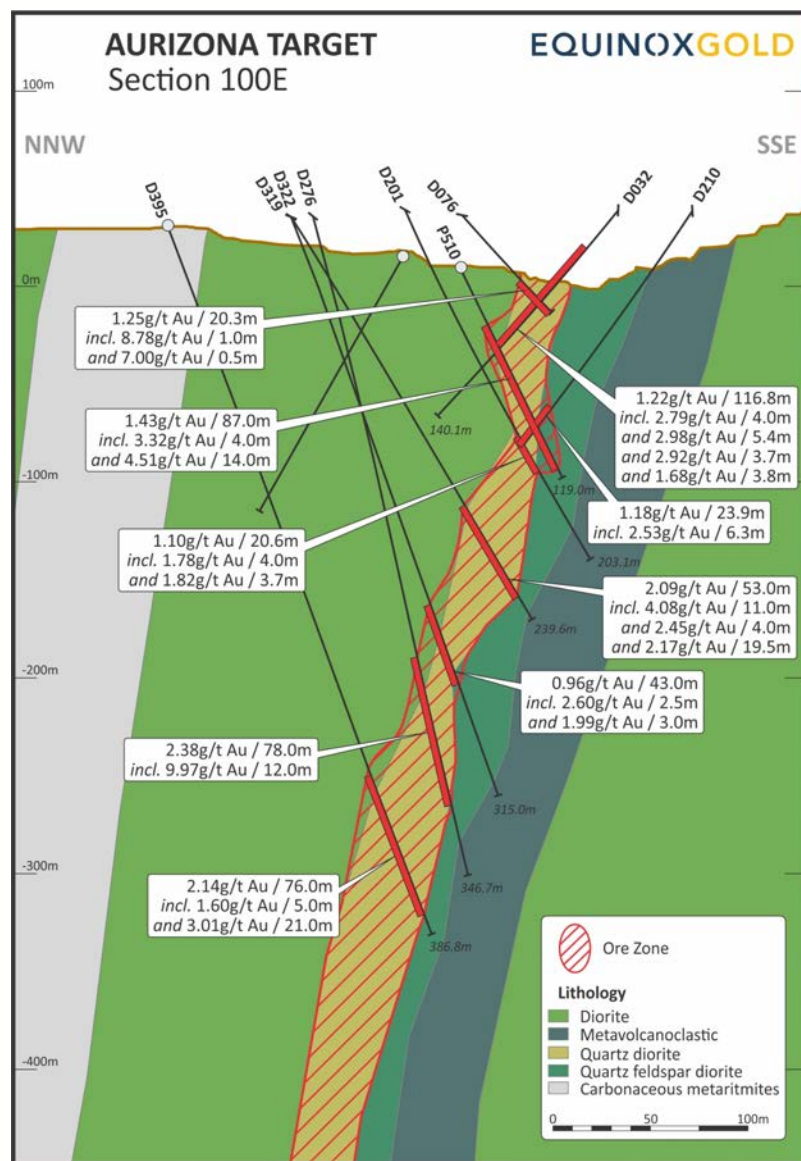 AURIZONA TARGET
Section 100E
EQUINOXGOLD
100m
NNW
SSE
D395
D319
D322
D276
D201
D076
P510
D032
D210
0m
1.25g/t Au / 20.3m
incl. 8.78g/t Au / 1.0m
and 7.00g/t Au / 0.5m
1.43g/t Au / 87.0m
incl. 3.32g/t Au / 4.0m
and 4.51g/t Au / 14.0m
140.1m
1.22g/t Au / 116.8m
incl. 2.79g/t Au / 4.0m
and 2.98g/t Au / 5.4m
and 2.92g/t Au / 3.7m
and 1.68g/t Au / 3.8m
-100m
119.0m
1.18g/t Au / 23.9m
incl. 2.53g/t Au / 6.3m
1.10g/t Au / 20.6m
incl. 1.78g/t Au / 4.0m
and 1.82g/t Au / 3.7m
203.1m
2.09g/t Au / 53.0m
incl. 4.08g/t Au / 11.0m
and 2.45g/t Au / 4.0m
and 2.17g/t Au / 19.5m
239.6m
-200m
0.96g/t Au / 43.0m
incl. 2.60g/t Au / 2.5m
and 1.99g/t Au / 3.0m
2.38g/t Au / 78.0m
incl. 9.97g/t Au / 12.0m
315.0m
-300m
346.7m
2.14g/t Au / 76.0m
incl. 1.60g/t Au / 5.0m
and 3.01g/t Au / 21.0m
386.8m
-400m
Ore Zone
Lithology
Diorite
Metavolcanoclastic
Quartz diorite
Quartz feldspar diorite
Carbonaceous metaritmites
0 50 100m